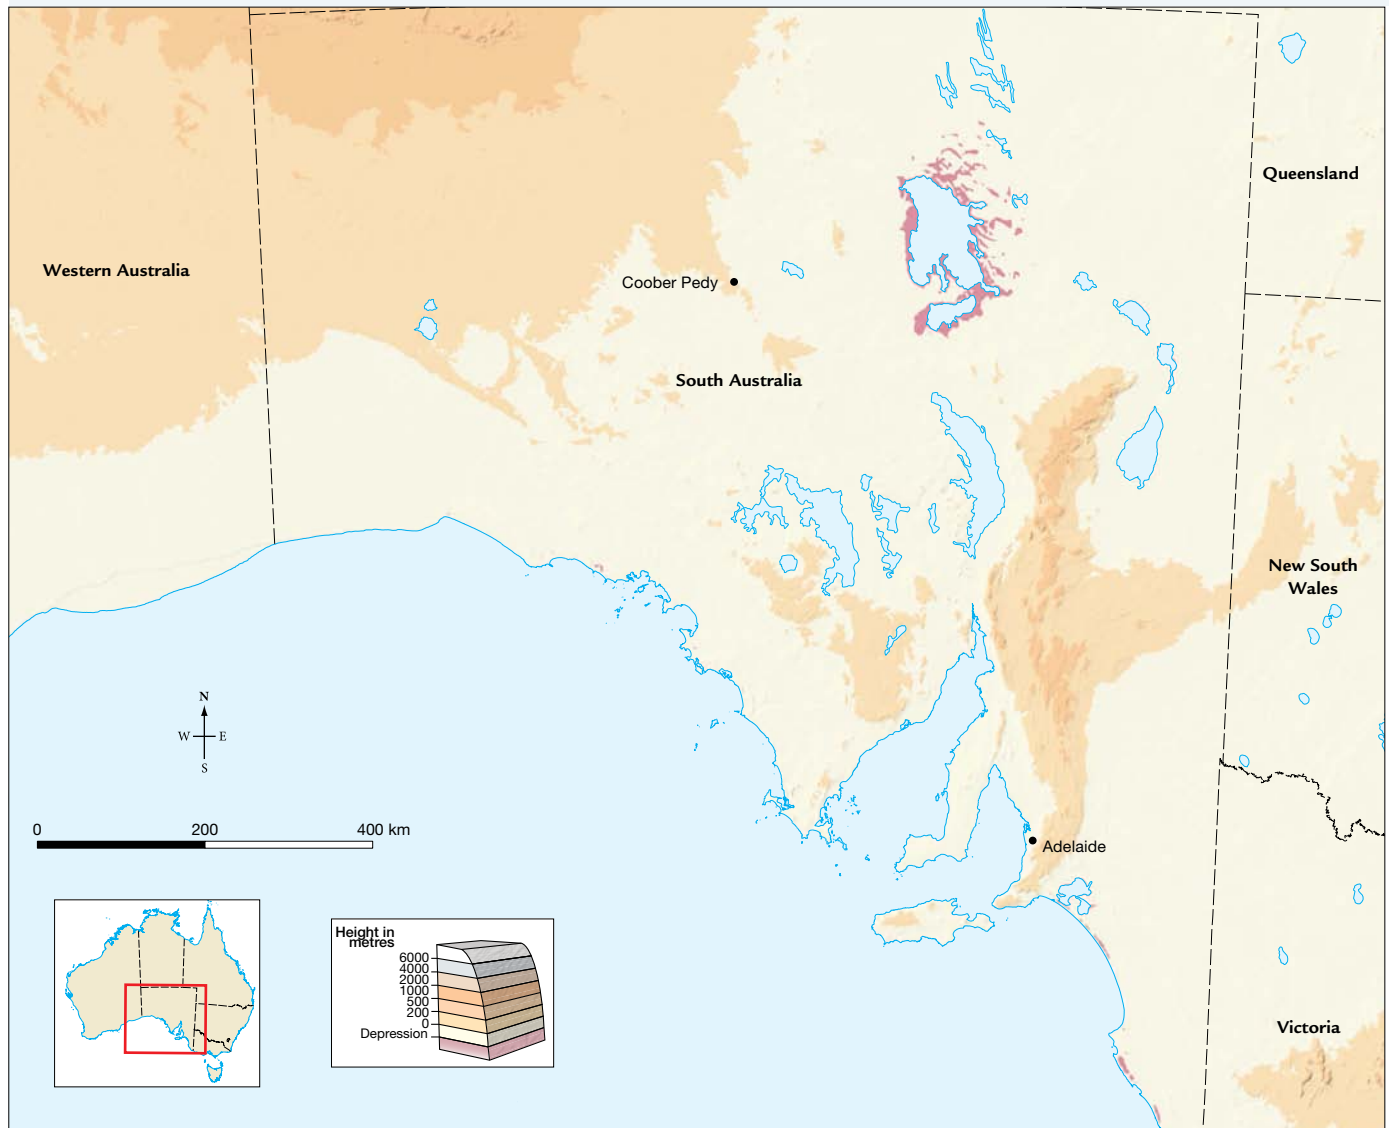 Queensland
Western Australia
Coober Pedy
South Australia
New South
Wales
N
W E
S
0 200 400 km
Adelaide
Height in
metres
6000
4000
2000
1000
500
200
0
Depression
Victoria